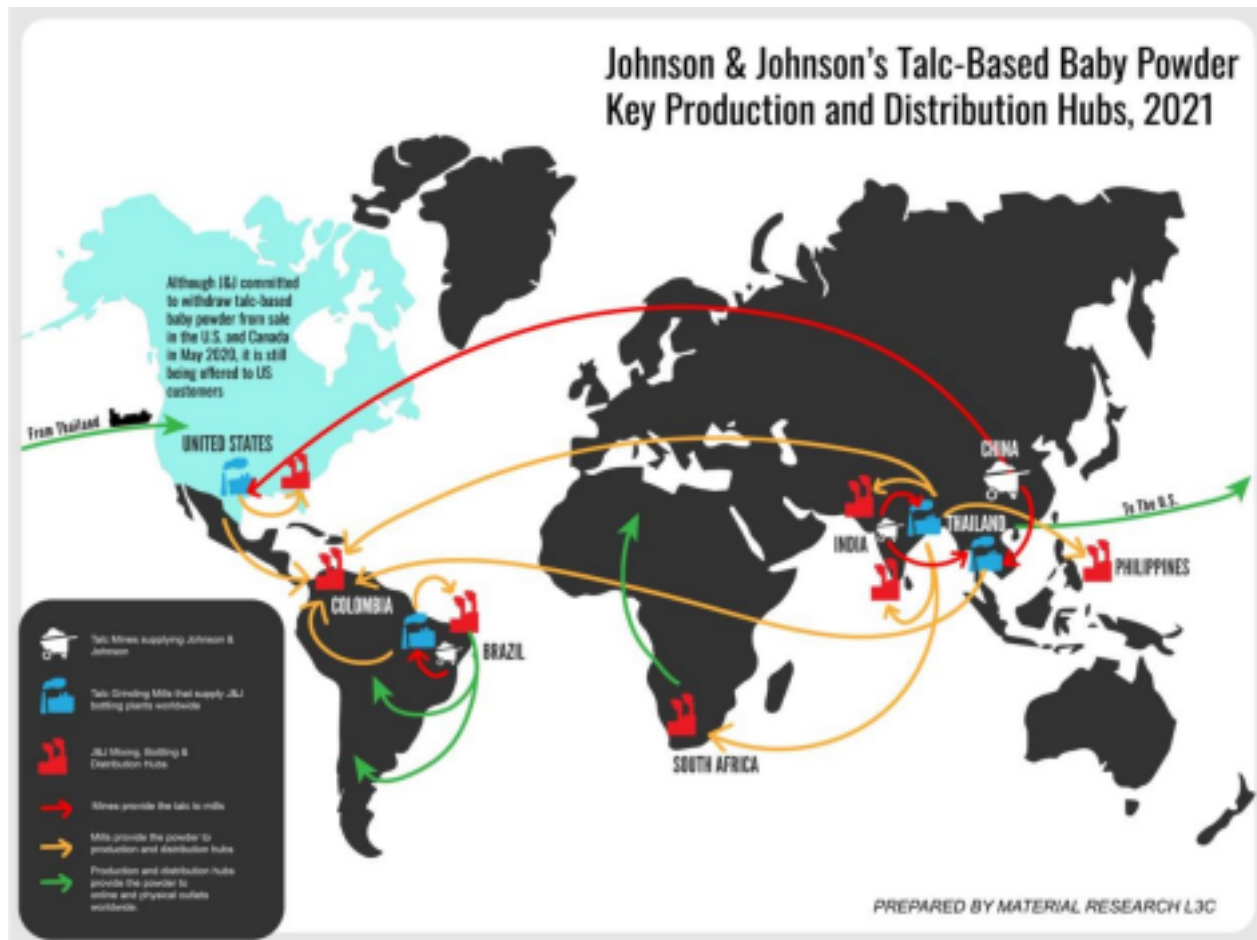 Johnson & Johnson's Talc-Based Baby Powder
Key Production and Distribution Hubs, 2021
Although J&J committed
to withdraw talc-based
baby powder from sale
in the U.S. and Canada
in May 2020, it is still
being offered to US
customers
From Thailand
UNITED STATES
CHINA
To The U.S.
THAILAND
INDIA
PHILIPPINES
COLOMBIA
BRAZIL
SOUTH AFRICA
Talc Mines supplying Johnson &
Johnson
Talc Grinding Mills that supply J&J
bottling plants worldwide
J&J Mixing, Bottling &
Distribution Hubs
Mines provide the talc to mills
Mills provide the powder to
production and distribution hubs
Production and distribution hubs
provide the powder to
online and physical outlets
worldwide.
PREPARED BY MATERIAL RESEARCH L3C